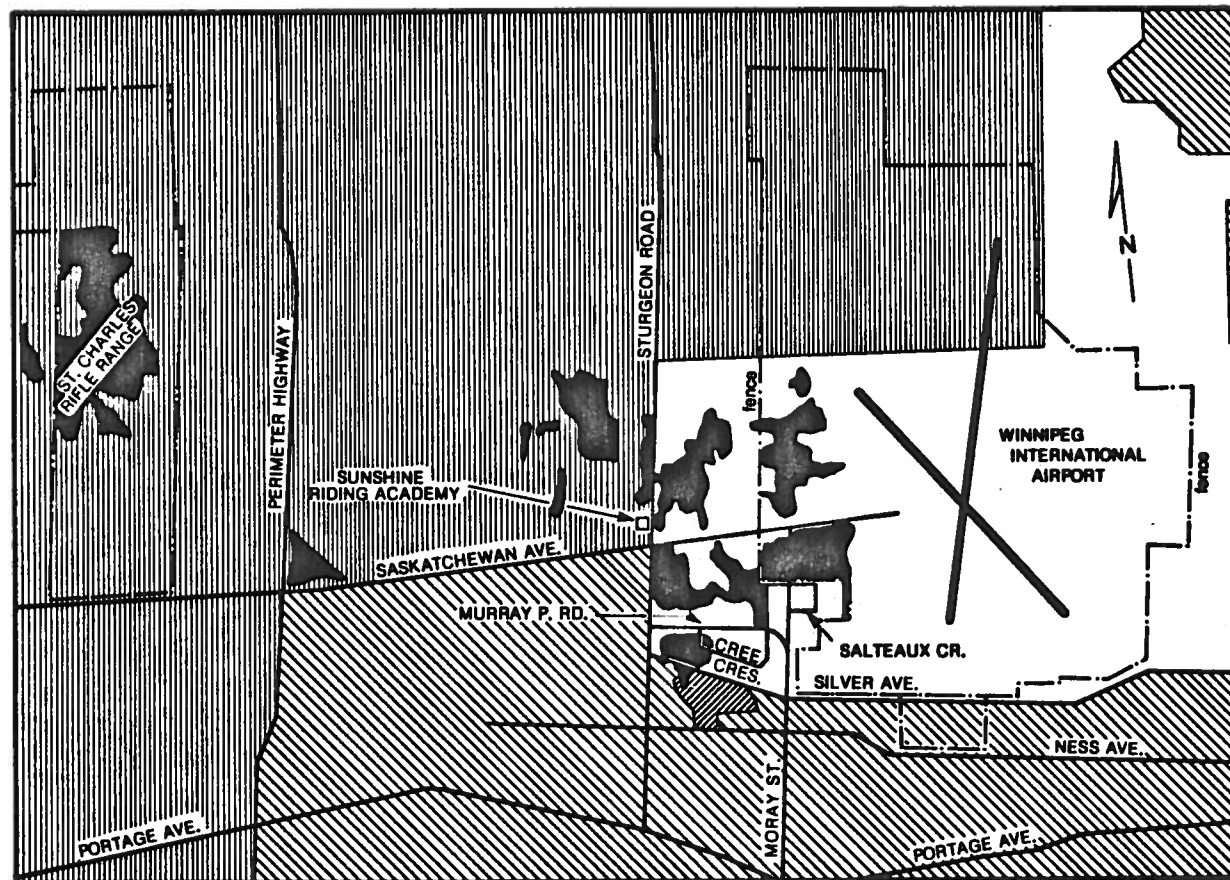 ST. CHARLES
RIFLE RANGE
PERIMETER HIGHWAY
STURGEON ROAD
N
fence
WINNIPEG
INTERNATIONAL
AIRPORT
fence
SUNSHINE
RIDING ACADEMY
SASKATCHEWAN AVE.
MURRAY P. RD.
CREE
CRES.
SALTEAUX CR.
SILVER AVE.
NESS AVE.
MORAY ST.
PORTAGE AVE.
PORTAGE AVE.